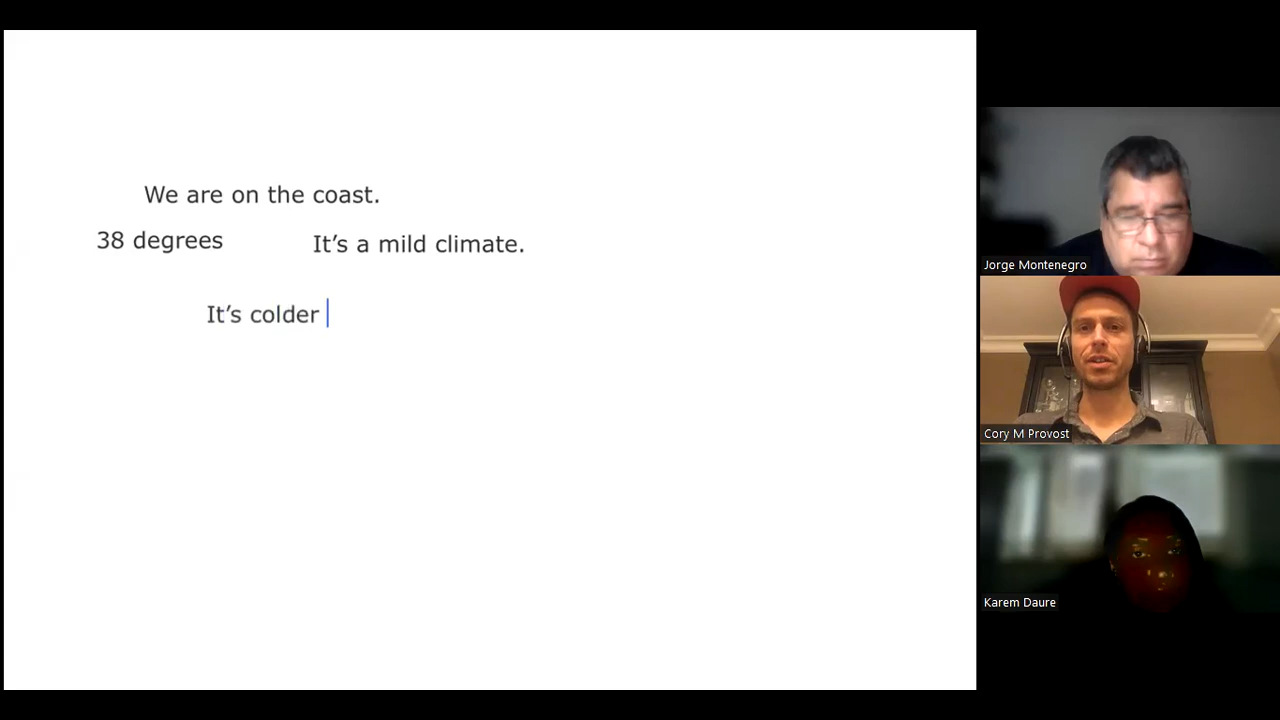 We are on the coast.
38 degrees
It’s a mild climate.
It’s colder
Jorge Montenegro
Cory M Provost
Karem Daure